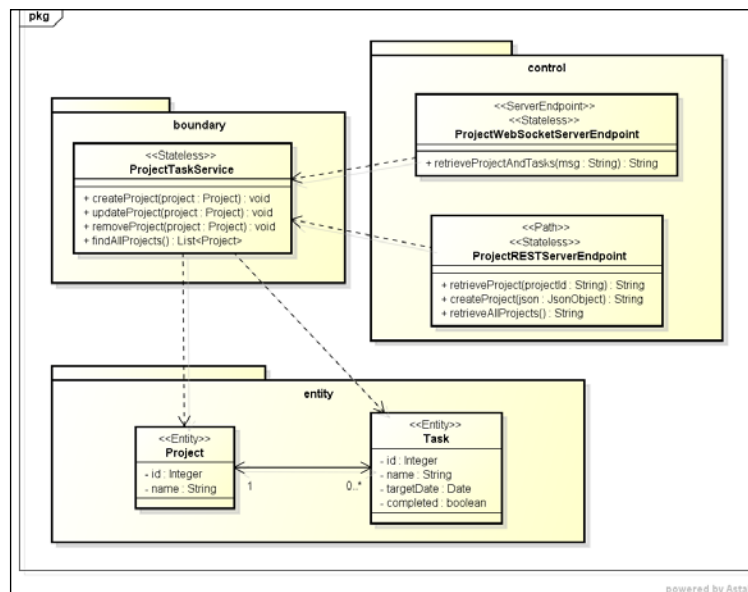 pkg
control
<<ServerEndpoint>>
<<Stateless>>
ProjectWebSocketServerEndpoint
+ retrieveProjectAndTasks(msg : String) : String
boundary
<<Stateless>>
ProjectTaskService
+ createProject(project : Project) : void
+ updateProject(project : Project) : void
+ removeProject(project : Project) : void
+ findAllProjects() : List<Project>
<<Path>>
<<Stateless>>
ProjectRESTServerEndpoint
+ retrieveProject(projectId : String) : String
+ createProject(json : JsonObject) : String
+ retrieveAllProjects() : String
entity
<<Entity>>
Project
- id : Integer
- name : String
1
0..*
<<Entity>>
Task
- id : Integer
- name : String
- targetDate : Date
- completed : boolean
powered by Asta